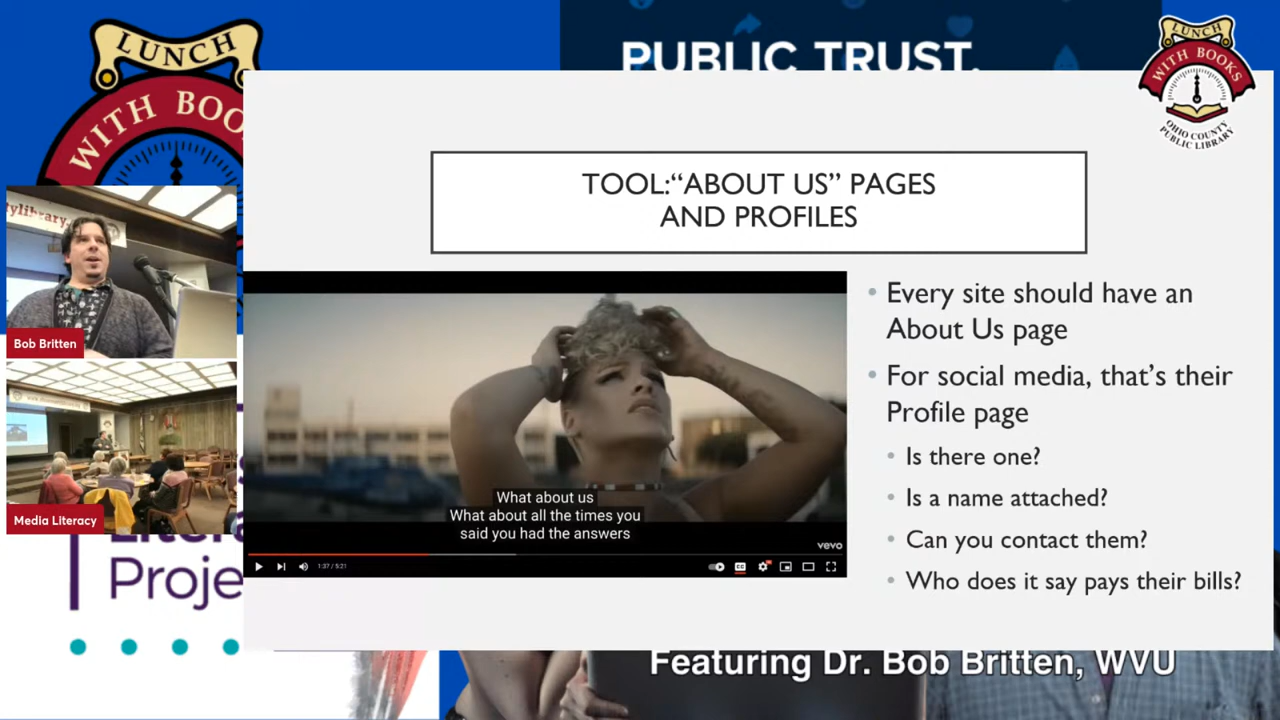 LUNCH
WITH BOO
PUBLIC TRUST.
LUNCH
WITH BOOKS
OHIO COUNTY
PUBLIC LIBRARY
TOOL:“ABOUT US” PAGES
AND PROFILES
Bob Britten
Media Literacy
What about us
What about all the times you
said you had the answers
vevo
1:37 / 5:21
CC
• Every site should have an
About Us page
• For social media, that’s their
Profile page
• Is there one?
• Is a name attached?
• Can you contact them?
• Who does it say pays their bills?
Proje
Featuring Dr. Bob Britten, WVU